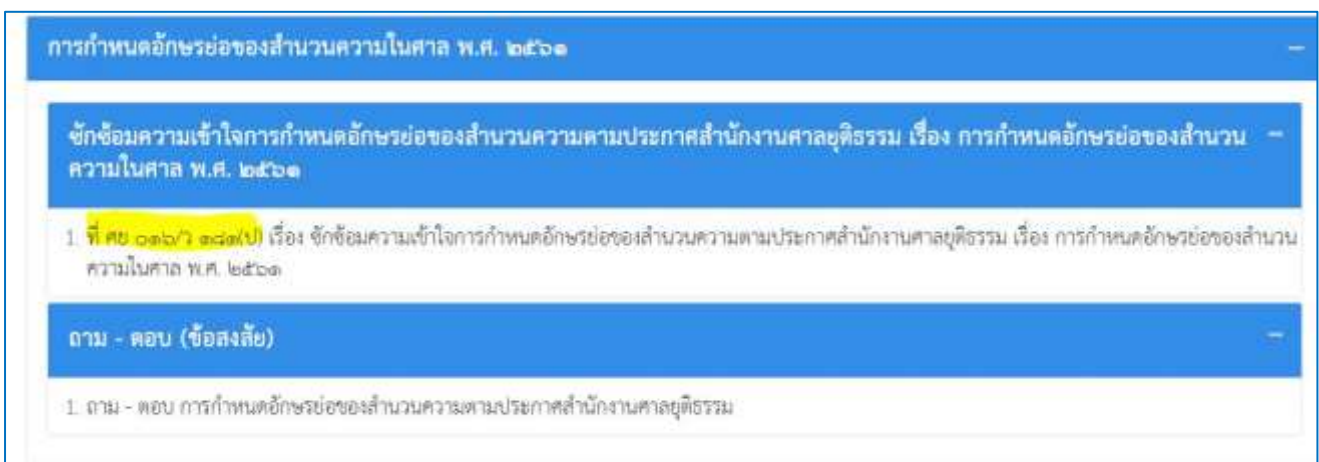 การกำหนดอักษรย่อของสำนวนความในศาล พ.ศ. ๒๕๖๑
ซักซ้อมความเข้าใจการกำหนดอักษรย่อของสำนวนความตามประกาศสำนักงานศาลยุติธรรม เรื่อง การกำหนดอักษรย่อของสำนวน
ความในศาล พ.ศ. ๒๕๖๑
1. ที่ ศย ๐๑๖/ว ๑๘๑(ป) เรื่อง ซักซ้อมความเข้าใจการกำหนดอักษรย่อของสำนวนความตามประกาศสำนักงานศาลยุติธรรม เรื่อง การกำหนดอักษรย่อของสำนวน
ความในศาล พ.ศ. ๒๕๖๑
ถาม - ตอบ (ข้อสงสัย)
1. ถาม - ตอบ การกำหนดอักษรย่อของสำนวนความตามประกาศสำนักงานศาลยุติธรรม